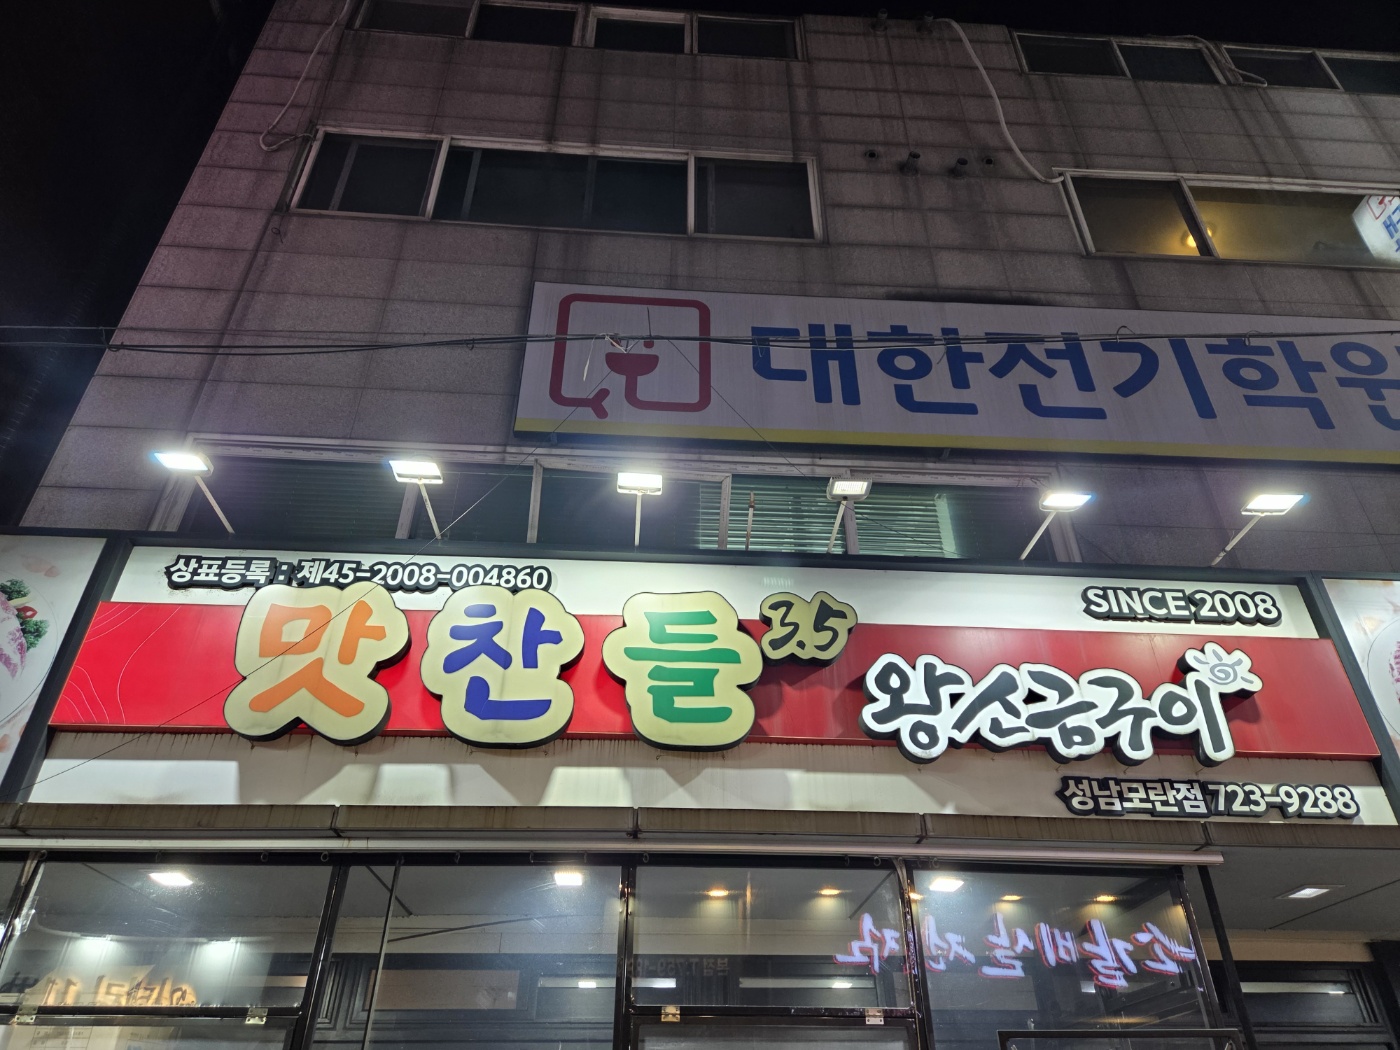 대한전기학원
상표등록 : 제45-2008-004860
SINCE 2008
맛찬들 3.5
왕소금구이
성남모란점 723-9288